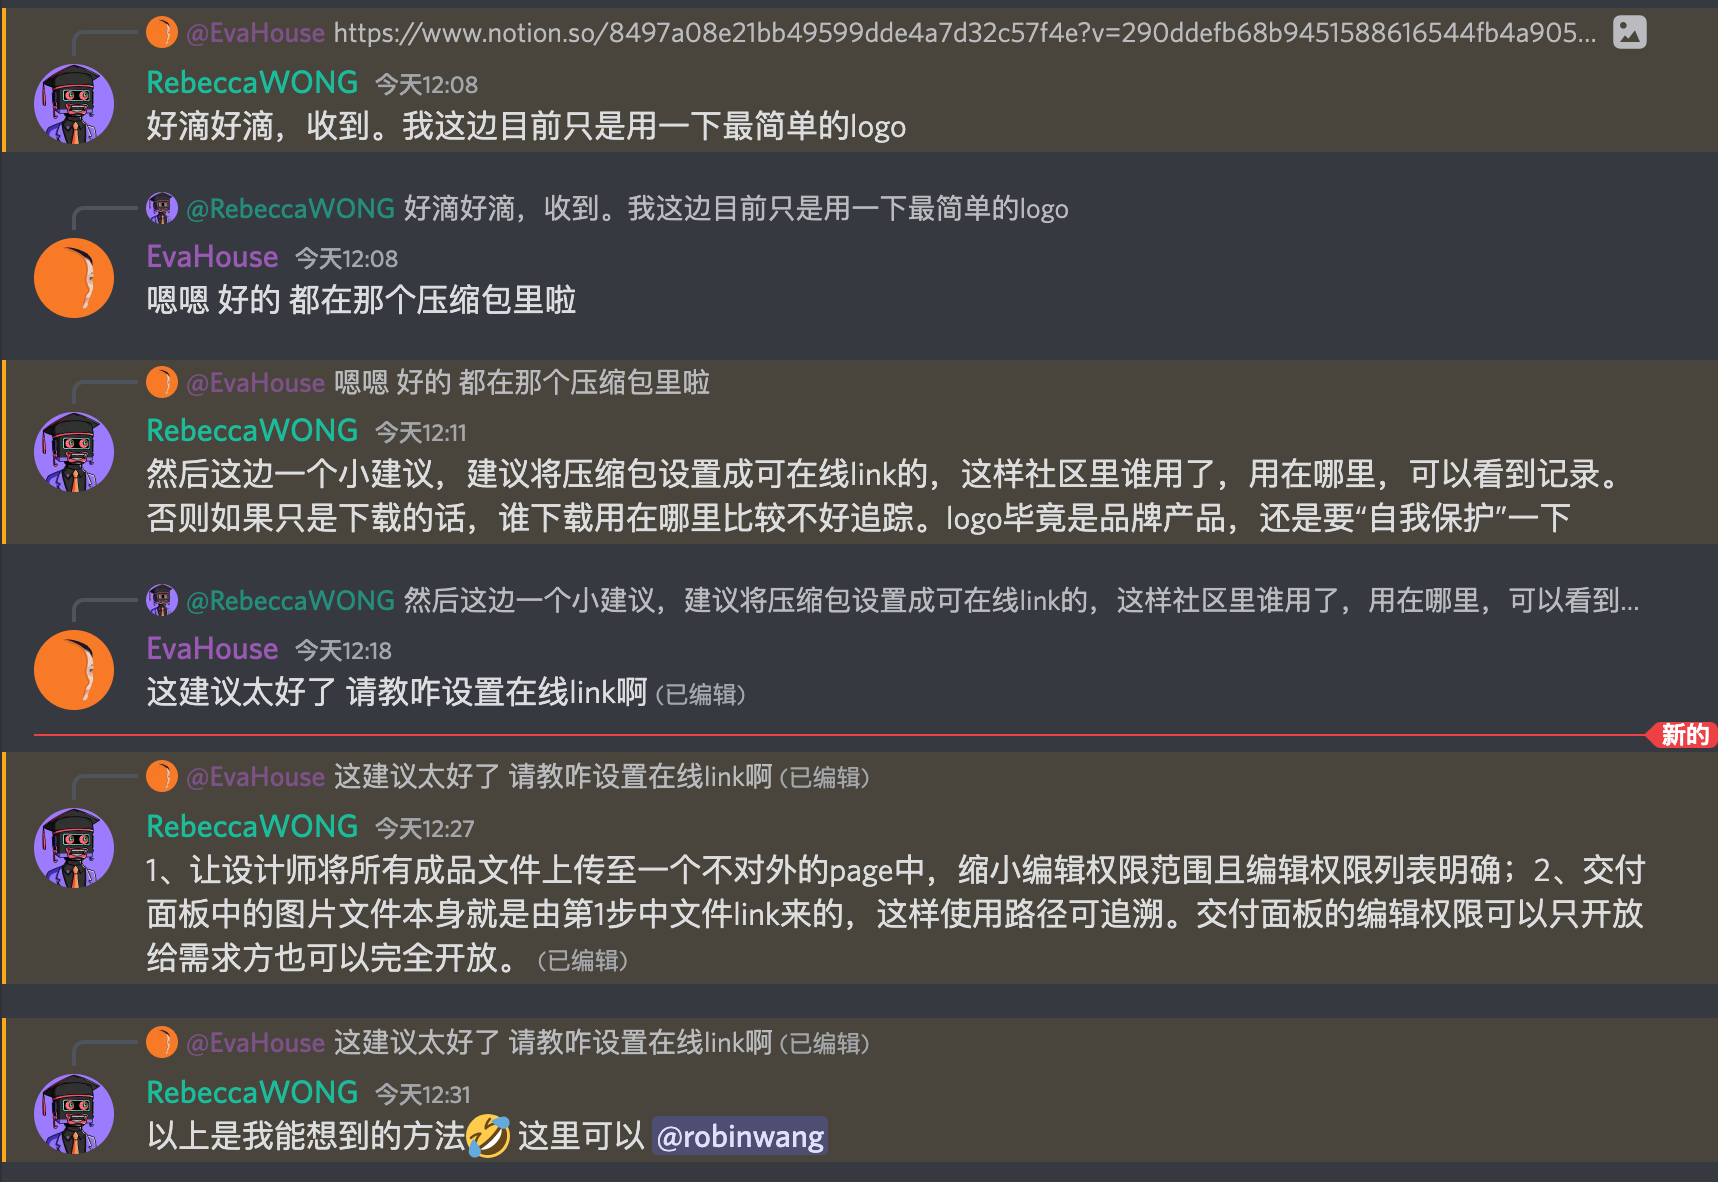 @EvaHouse https://www.notion.so/8497a08e21bb49599dde4a7d32c57f4e?v=290ddefb68b9451588616544fb4a905...
RebeccaWONG 今天12:08
好滴好滴，收到。我这边目前只是用一下最简单的logo
@RebeccaWONG 好滴好滴，收到。我这边目前只是用一下最简单的logo
EvaHouse 今天12:08
嗯嗯 好的 都在那个压缩包里啦
@EvaHouse 嗯嗯 好的 都在那个压缩包里啦
RebeccaWONG 今天12:11
然后这边一个小建议，建议将压缩包设置成可在线link的，这样社区里谁用了，用在哪里，可以看到记录。
否则如果只是下载的话，谁下载用在哪里比较不好追踪。logo毕竟是品牌产品，还是要“自我保护”一下
@RebeccaWONG 然后这边一个小建议，建议将压缩包设置成可在线link的，这样社区里谁用了，用在哪里，可以看到...
EvaHouse 今天12:18
这建议太好了 请教咋设置在线link啊 (已编辑)
新的
@EvaHouse 这建议太好了 请教咋设置在线link啊 (已编辑)
RebeccaWONG 今天12:27
1、让设计师将所有成品文件上传至一个不对外的page中，缩小编辑权限范围且编辑权限列表明确；2、交付
面板中的图片文件本身就是由第1步中文件link来的，这样使用路径可追溯。交付面板的编辑权限可以只开放
给需求方也可以完全开放。 (已编辑)
@EvaHouse 这建议太好了 请教咋设置在线link啊 (已编辑)
RebeccaWONG 今天12:31
以上是我能想到的方法🤣 这里可以 @robinwang